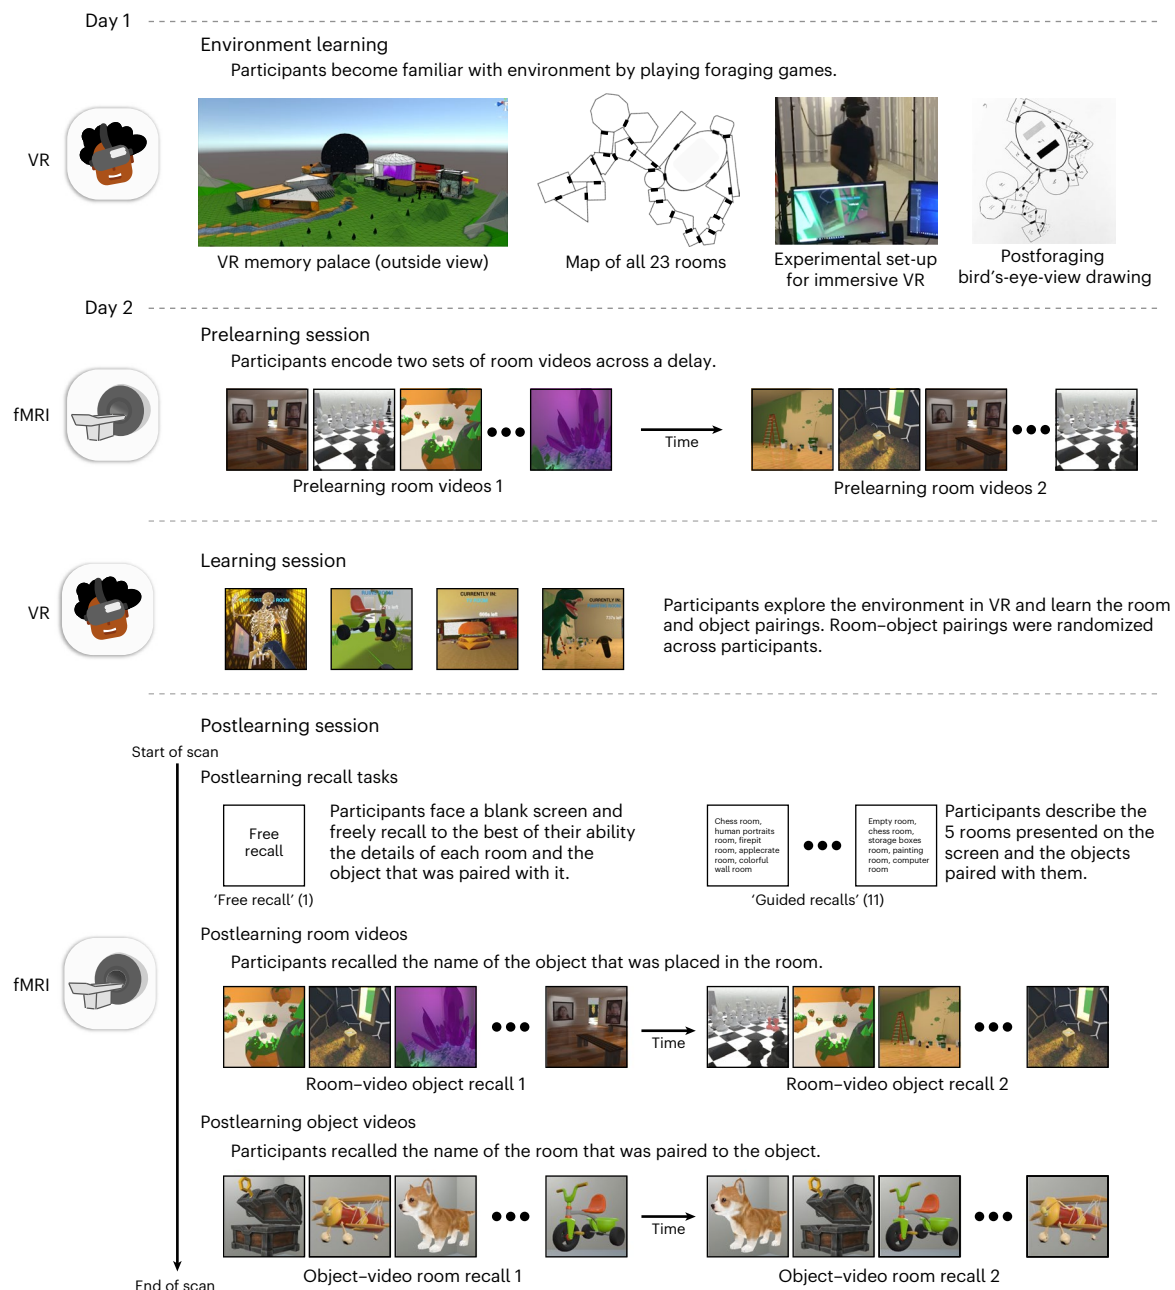 Day 1
Environment learning
Participants become familiar with environment by playing foraging games.
VR
VR memory palace (outside view)
Map of all 23 rooms
Experimental set-up
for immersive VR
Postforaging
bird's-eye-view drawing
Day 2
Prelearning session
Participants encode two sets of room videos across a delay.
fMRI
Time
Prelearning room videos 1
Prelearning room videos 2
Learning session
VR
CURRENTLY IN:
CURRENTLY IN:
Participants explore the environment in VR and learn the room
and object pairings. Room–object pairings were randomized
across participants.
Postlearning session
Start of scan
Postlearning recall tasks
Free
recall
Participants face a blank screen and
freely recall to the best of their ability
the details of each room and the
object that was paired with it.
Chess room,
human portraits
room, firepit
room, applecrate
room, colorful
wall room
Empty room,
chess room,
storage boxes
room, painting
room, computer
room
Participants describe the
5 rooms presented on the
screen and the objects
paired with them.
'Free recall' (1)
'Guided recalls' (11)
Postlearning room videos
Participants recalled the name of the object that was placed in the room.
fMRI
Time
Room–video object recall 1
Room–video object recall 2
Postlearning object videos
Participants recalled the name of the room that was paired to the object.
Time
Object–video room recall 1
Object–video room recall 2
End of scan